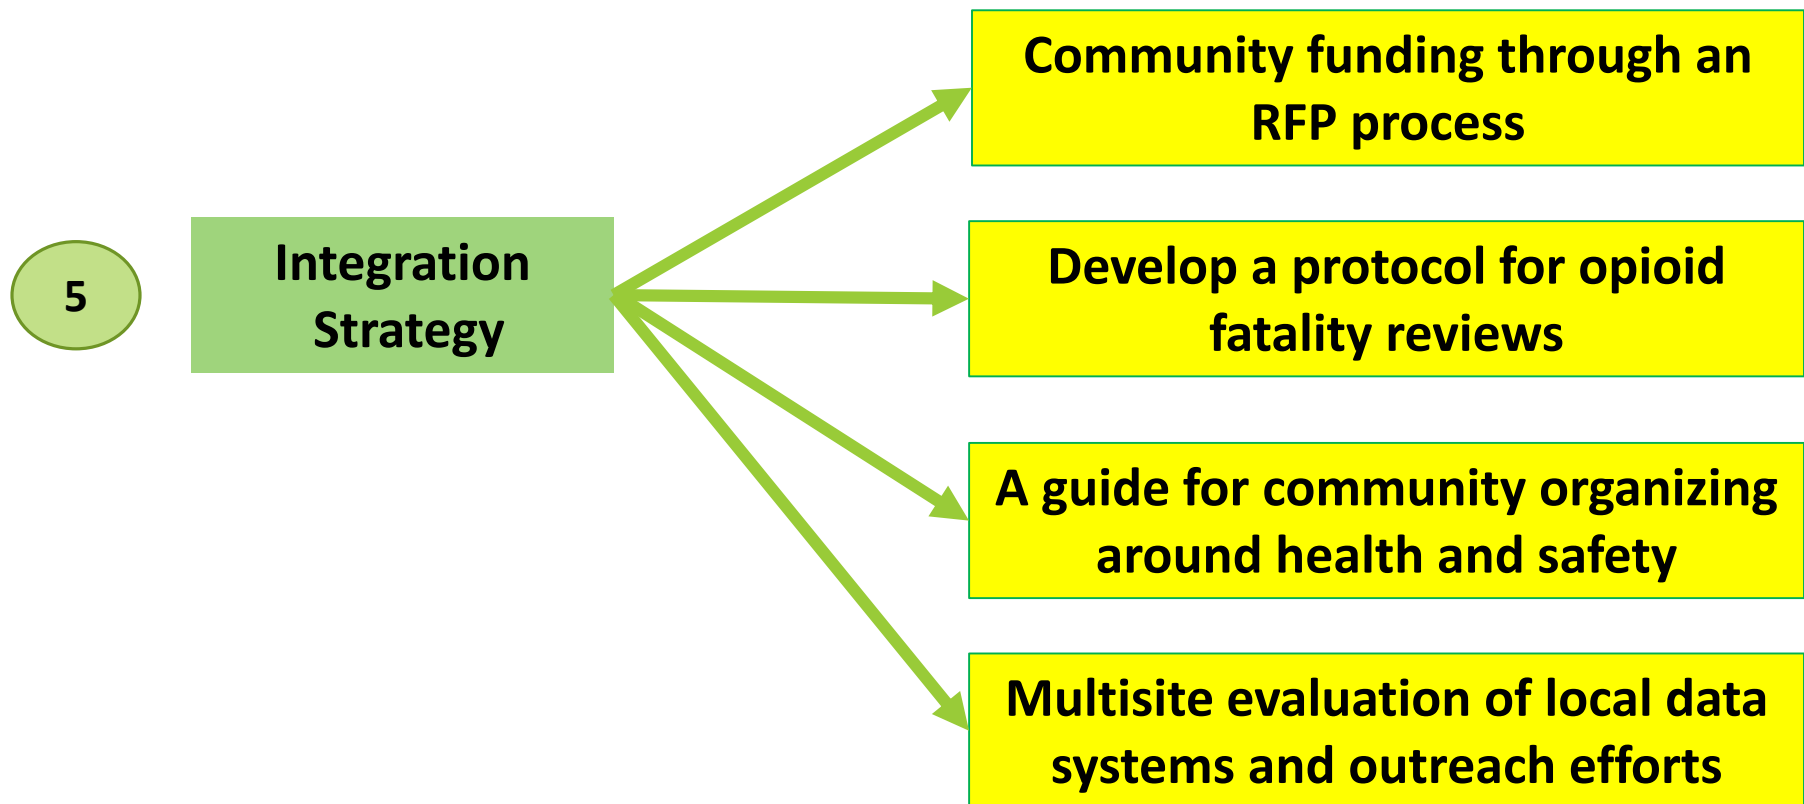 5
Integration
Strategy
Community funding through an
RFP process
Develop a protocol for opioid
fatality reviews
A guide for community organizing
around health and safety
Multisite evaluation of local data
systems and outreach efforts